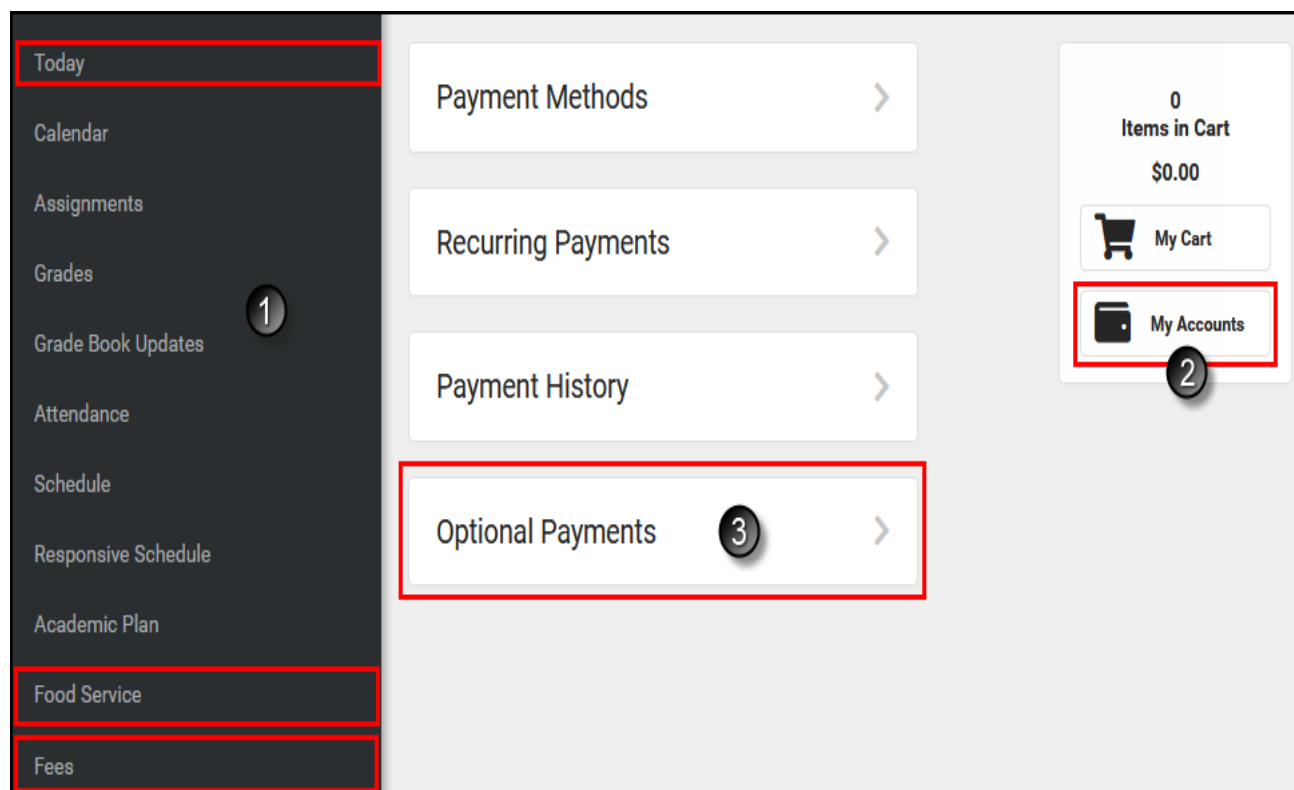 Today
Calendar
Assignments
Grades
1
Grade Book Updates
Attendance
Schedule
Responsive Schedule
Academic Plan
Food Service
Fees
Payment Methods
Recurring Payments
Payment History
Optional Payments
3
0
Items in Cart
$0.00
My Cart
My Accounts
2